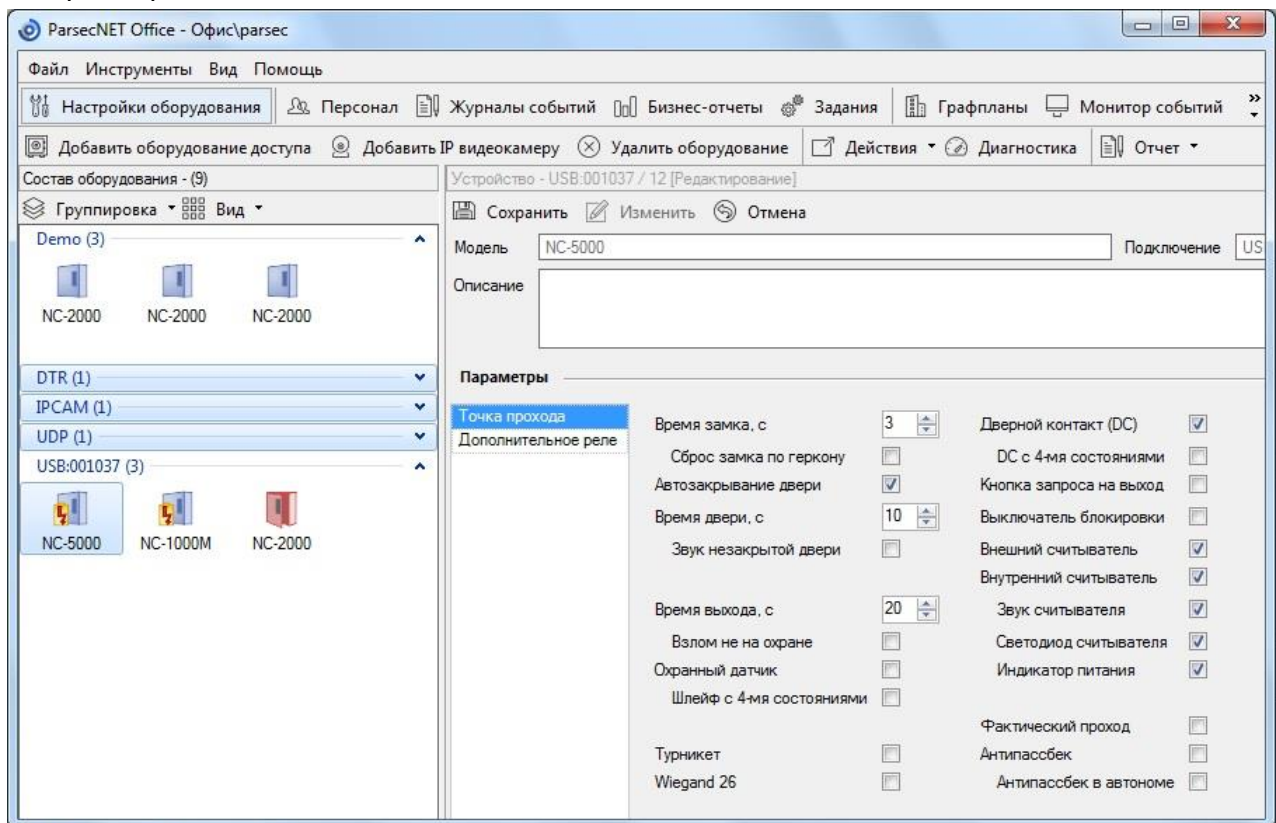 ParsecNET Office - Офис\parsec
Файл Инструменты Вид Помощь
Настройки оборудования Персонал Журналы событий Бизнес-отчеты Задания Графпланы Монитор событий
Добавить оборудование доступа Добавить IP видеокамеру Удалить оборудование Действия Диагностика Отчет
Состав оборудования - (9)
Группировка Вид
Demo (3)
NC-2000 NC-2000 NC-2000
DTR (1)
IPCAM (1)
UDP (1)
USB:001037 (3)
NC-5000 NC-1000M NC-2000
Устройство - USB:001037 / 12 [Редактирование]
Сохранить Изменить Отмена
Модель NC-5000 Подключение US
Описание
Параметры
Точка прохода
Дополнительное реле
Время замка, с 3
Сброс замка по геркону
Автозакрывание двери
Время двери, с 10
Звук незакрытой двери
Время выхода, с 20
Взлом не на охране
Охранный датчик
Шлейф с 4-мя состояниями
Турникет
Wiegand 26
Дверной контакт (DC)
DC с 4-мя состояниями
Кнопка запроса на выход
Выключатель блокировки
Внешний считыватель
Внутренний считыватель
Звук считывателя
Светодиод считывателя
Индикатор питания
Фактический проход
Антипассбек
Антипассбек в автономе